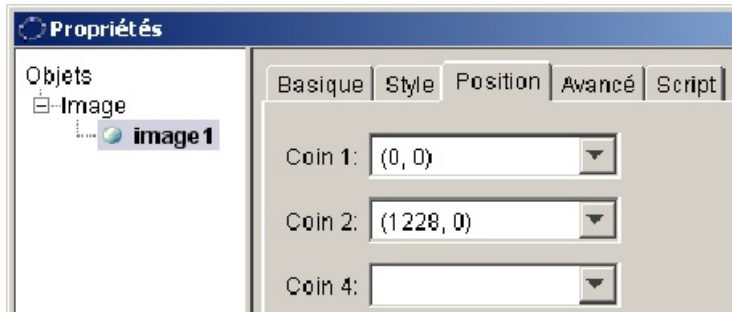 Propriétés
Objets
Image
image1
Basique Style Position Avancé Script
Coin 1: (0, 0)
Coin 2: (1228, 0)
Coin 4: